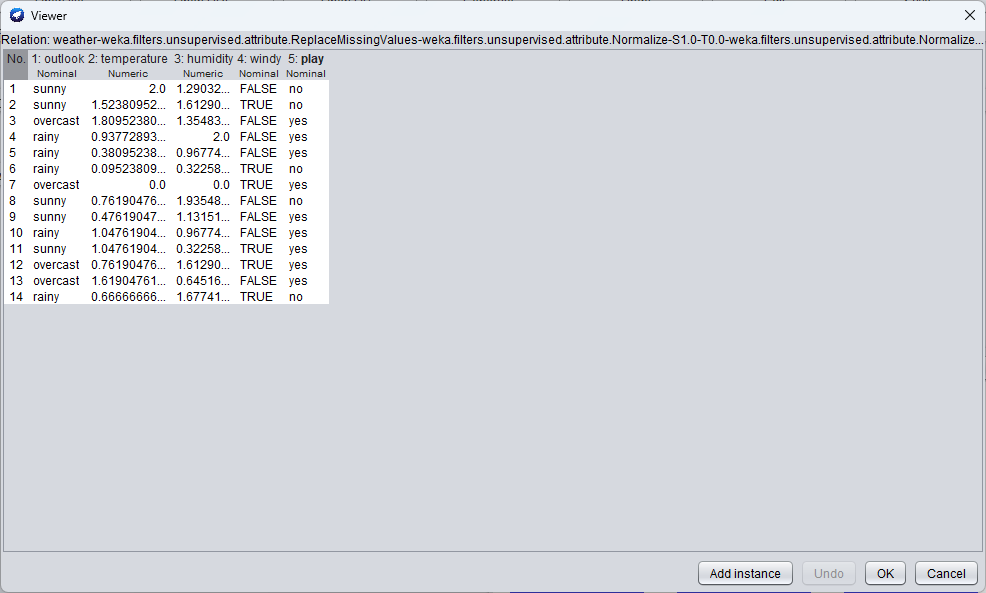 Viewer
Relation: weather-weka.filters.unsupervised.attribute.ReplaceMissingValues-weka.filters.unsupervised.attribute.Normalize-S1.0-T0.0-weka.filters.unsupervised.attribute.Normalize...
No. 1: outlook 2: temperature 3: humidity 4: windy 5: play
Nominal Numeric Numeric Nominal Nominal
1 sunny 2.0 1.29032... FALSE no
2 sunny 1.52380952... 1.61290... TRUE no
3 overcast 1.80952380... 1.35483... FALSE yes
4 rainy 0.93772893... 2.0 FALSE yes
5 rainy 0.38095238... 0.96774... FALSE yes
6 rainy 0.09523809... 0.32258... TRUE no
7 overcast 0.0 0.0 TRUE yes
8 sunny 0.76190476... 1.93548... FALSE no
9 sunny 0.47619047... 1.13151... FALSE yes
10 rainy 1.04761904... 0.96774... FALSE yes
11 sunny 1.04761904... 0.32258... TRUE yes
12 overcast 0.76190476... 1.61290... TRUE yes
13 overcast 1.61904761... 0.64516... FALSE yes
14 rainy 0.66666666... 1.67741... TRUE no
Add instance Undo OK Cancel